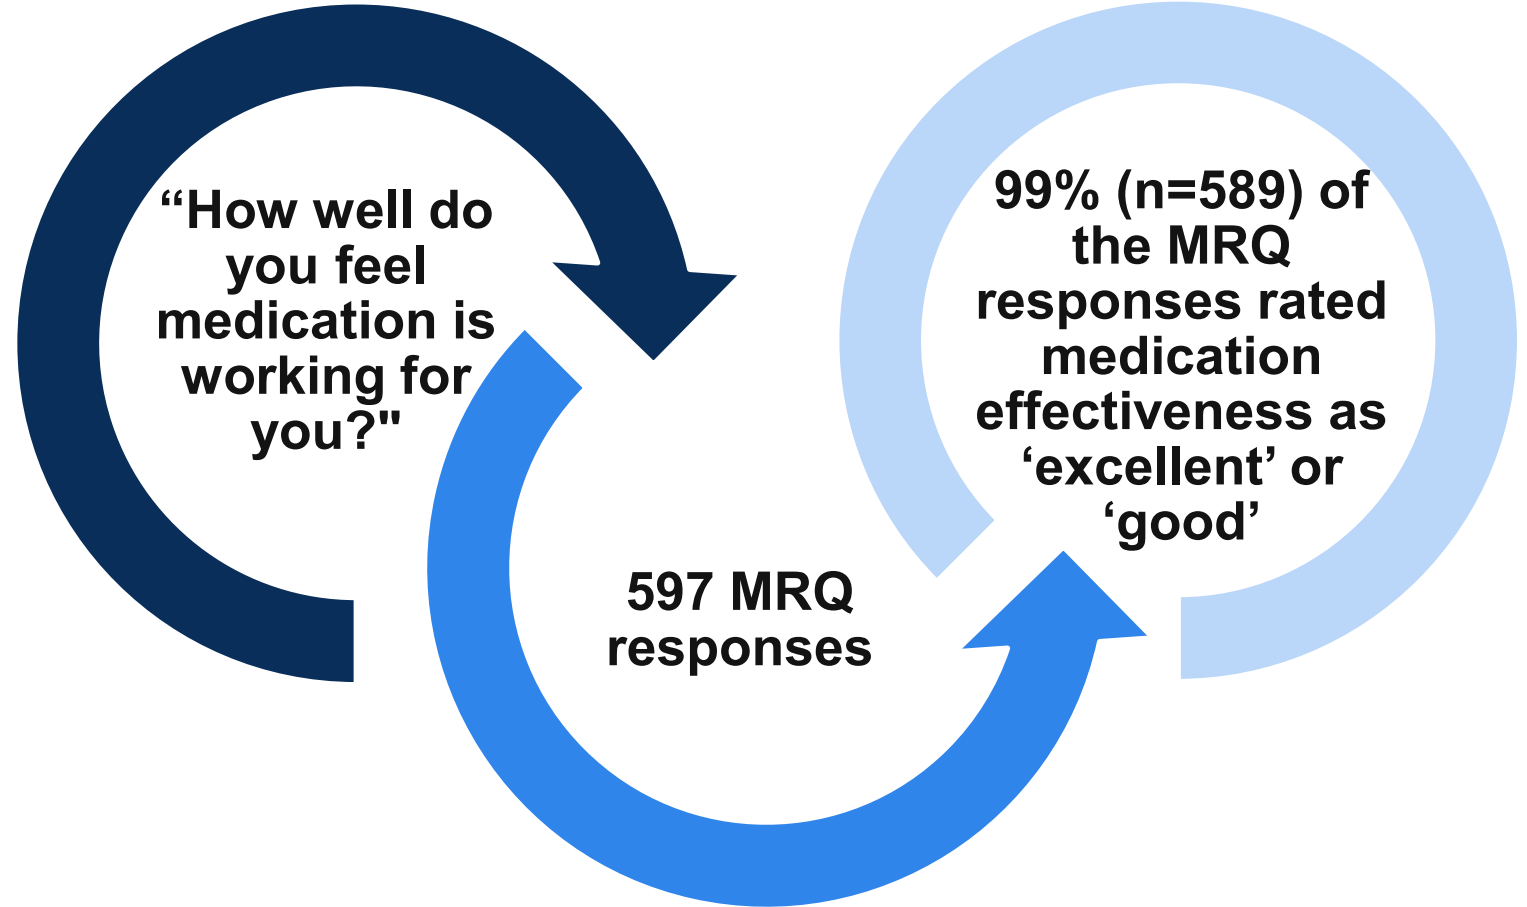 “How well do
you feel
medication is
working for
you?"
597 MRQ
responses
99% (n=589) of
the MRQ
responses rated
medication
effectiveness as
‘excellent’ or
‘good’